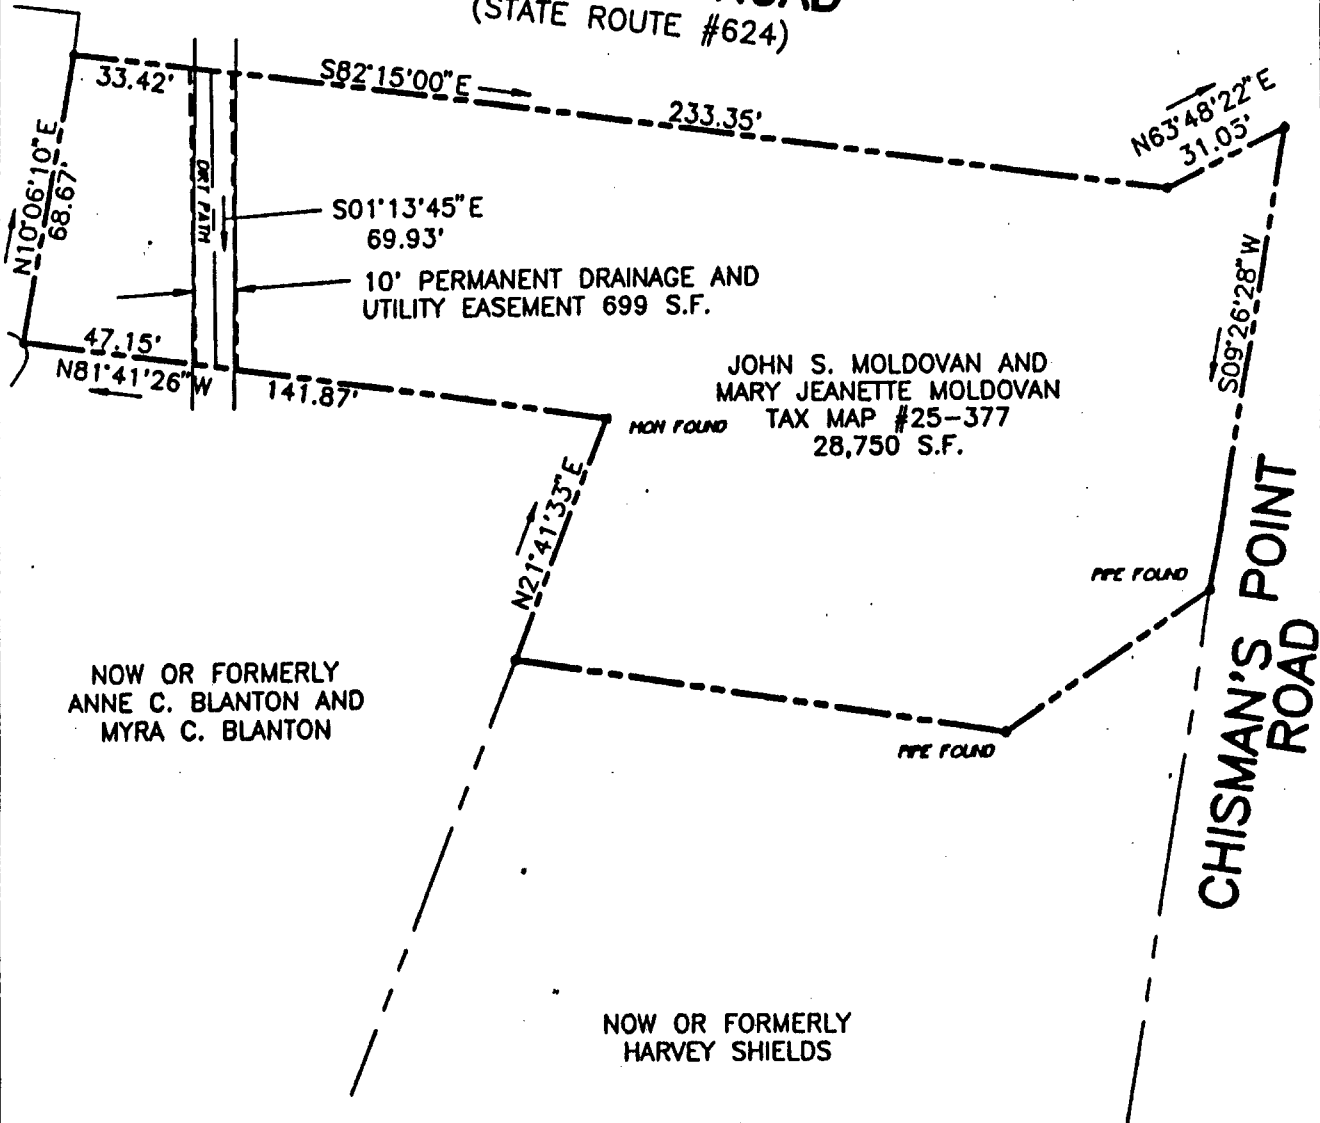 ROAD
(STATE ROUTE #624)
33.42'
S82°15'00"E
233.35'
N63°48'22"E
31.05'
N10°06'10"E
68.67'
DIRT PATH
S01°13'45"E
69.93'
10' PERMANENT DRAINAGE AND
UTILITY EASEMENT 699 S.F.
S09°26'28"W
47.15'
N81°41'26"W
141.87'
MON FOUND
JOHN S. MOLDOVAN AND
MARY JEANETTE MOLDOVAN
TAX MAP #25-377
28,750 S.F.
N21°41'33"E
PIPE FOUND
CHISMAN'S POINT
ROAD
NOW OR FORMERLY
ANNE C. BLANTON AND
MYRA C. BLANTON
PIPE FOUND
NOW OR FORMERLY
HARVEY SHIELDS